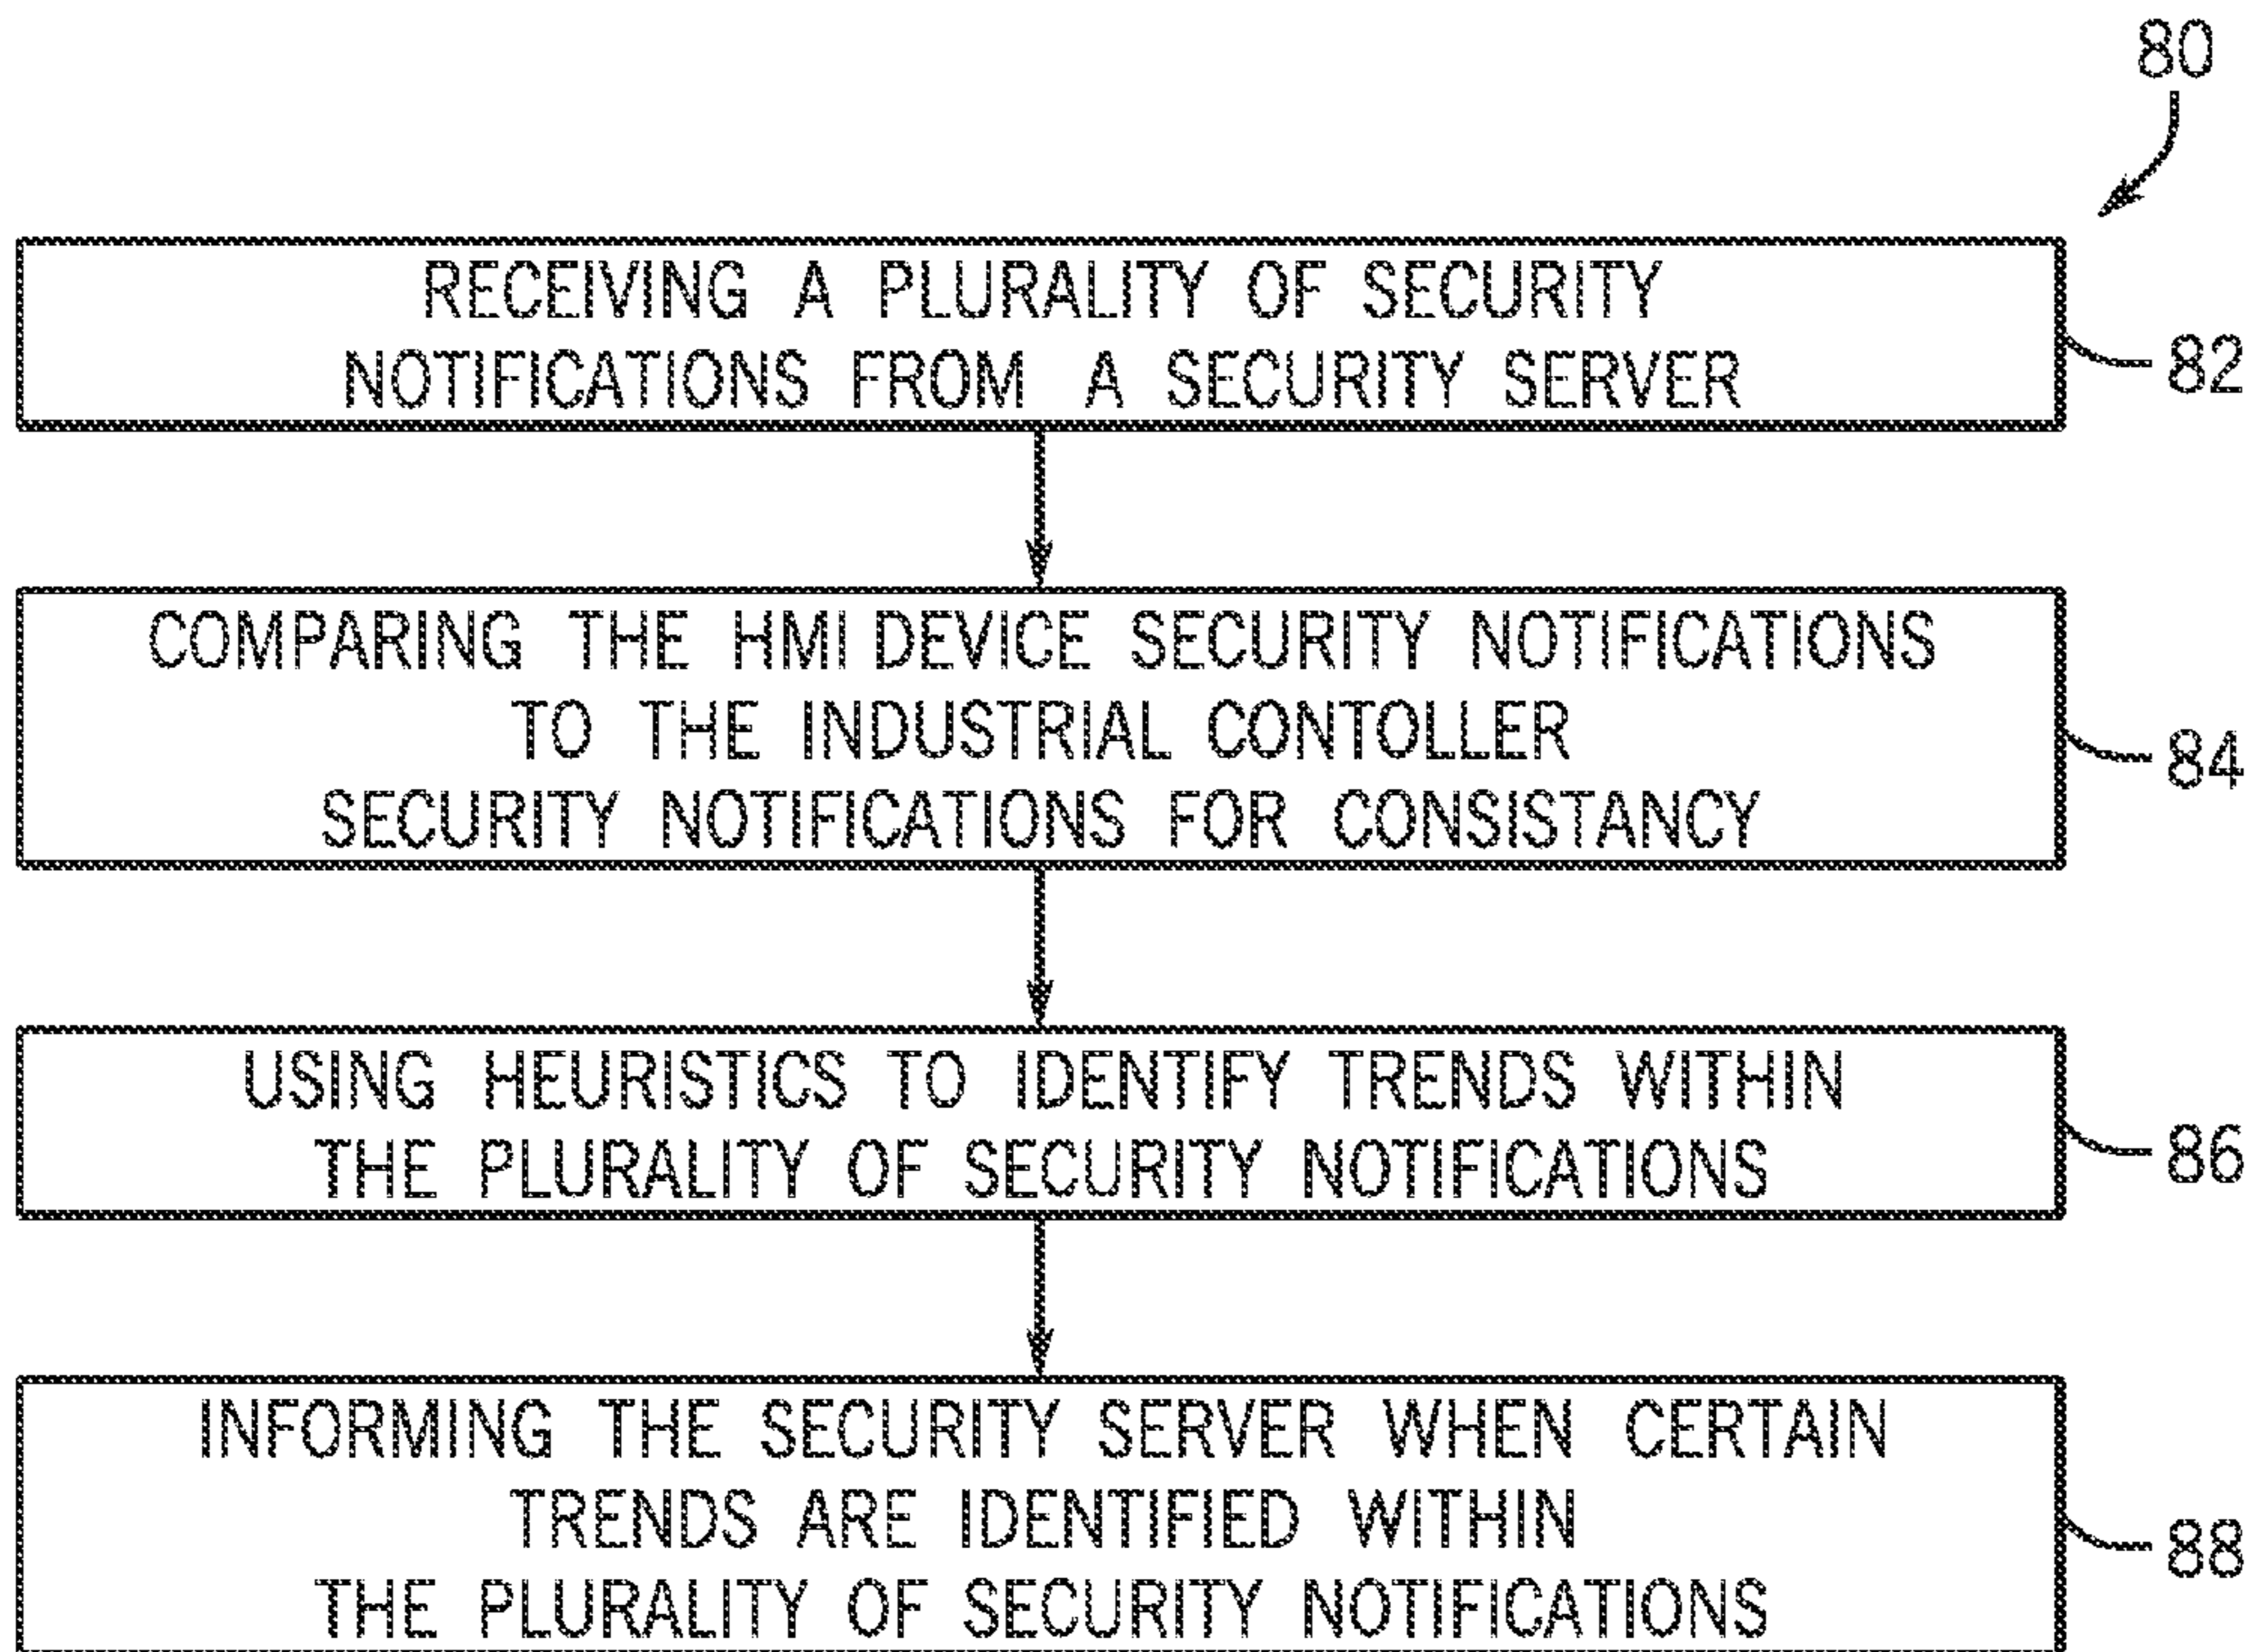 80
RECEIVING A PLURALITY OF SECURITY
NOTIFICATIONS FROM A SECURITY SERVER
82
COMPARING THE HMI DEVICE SECURITY NOTIFICATIONS
TO THE INDUSTRIAL CONTOLLER
SECURITY NOTIFICATIONS FOR CONSISTANCY
84
USING HEURISTICS TO IDENTIFY TRENDS WITHIN
THE PLURALITY OF SECURITY NOTIFICATIONS
86
INFORMING THE SECURITY SERVER WHEN CERTAIN
TRENDS ARE IDENTIFIED WITHIN
THE PLURALITY OF SECURITY NOTIFICATIONS
88